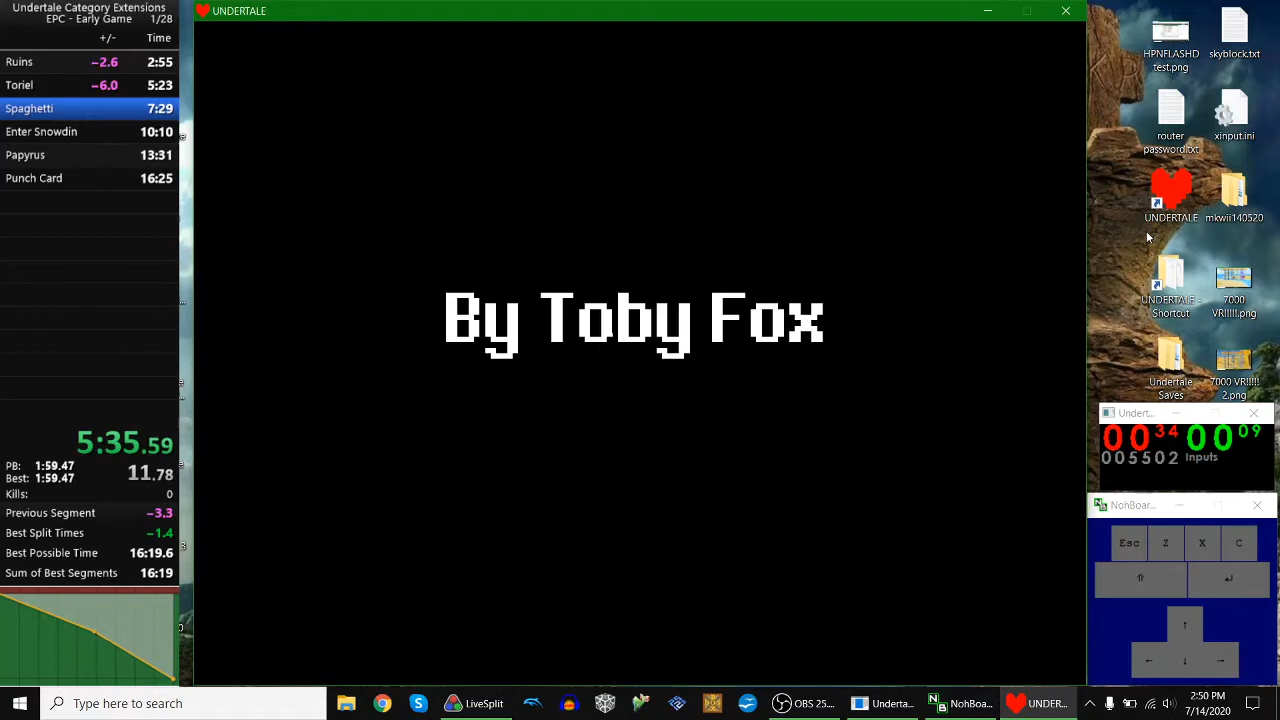 Undertale Category Extensions
EPC - Early Game 1/28
+/- Time
Ruins -2.6 2:55
Toriel -6.0 5:23
Spaghetti 7:29
Enter Snowdin 10:10
Papyrus 13:31
Punch Card 16:25
5:35.59
PB: 1:59.47
Best: 1:59.47
11.78
Kills: 0
Previous Segment -3.3
Best Split Times -1.4
Best Possible Time 16:19.6
Sum of Best Segments 16:19
UNDERTALE
By Toby Fox
HPNFLASHD
test.png
skyblock.txt
router
password.txt
xinput.ini
UNDERTALE
mkwii140520
UNDERTALE -
Shortcut
7000
VR!!!!!.png
Undertale
Saves
7000 VR!!!!!
2.png
Undert...
00 34 00 09
005502 Inputs
NohBoar...
Esc Z X C
⇧ ↲
↑
← ↓ →
Type here to search
LiveSplit
OBS 25....
Underta...
NohBoa...
UNDER...
2:50 PM
7/14/2020